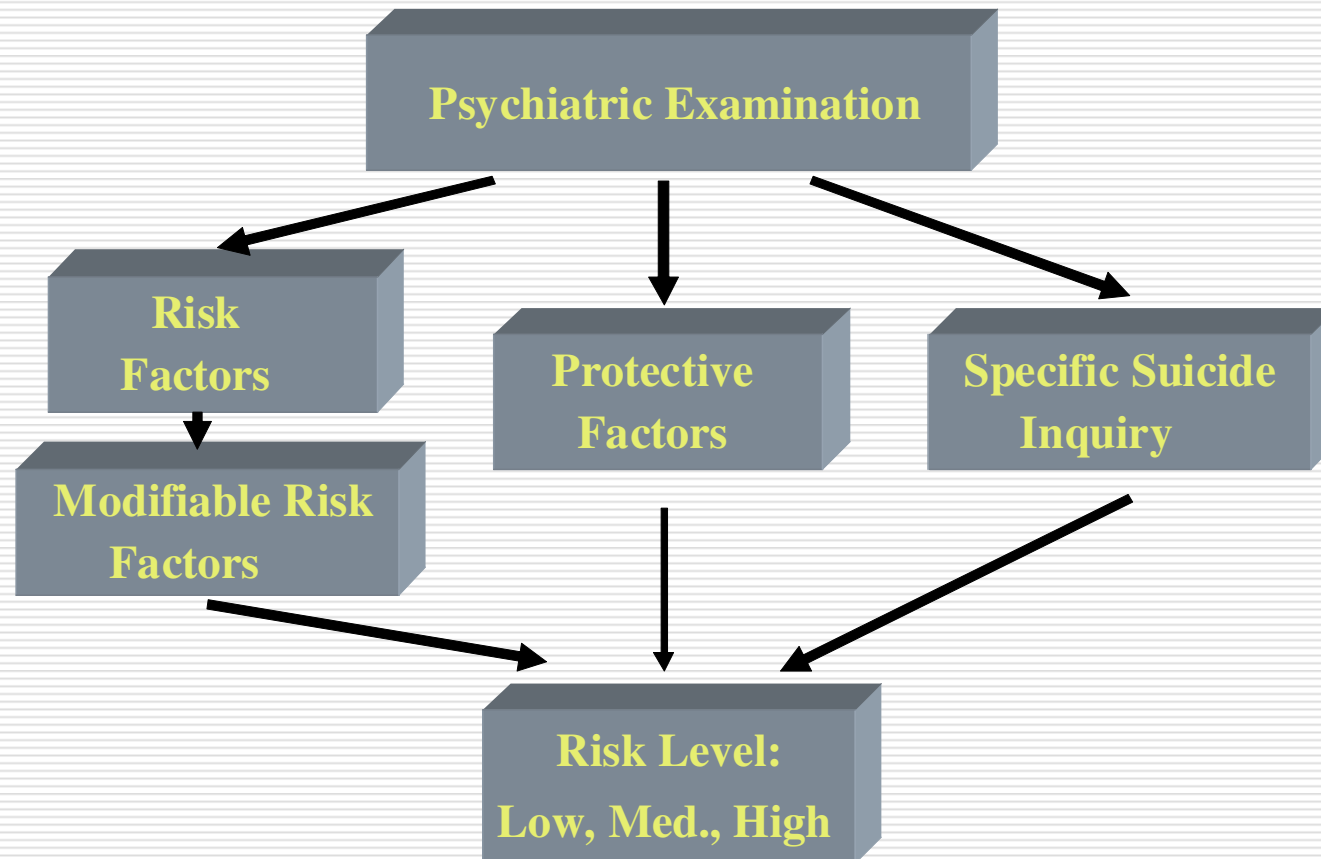 Psychiatric Examination
Risk
Factors
Protective
Factors
Specific Suicide
Inquiry
Modifiable Risk
Factors
Risk Level:
Low, Med., High